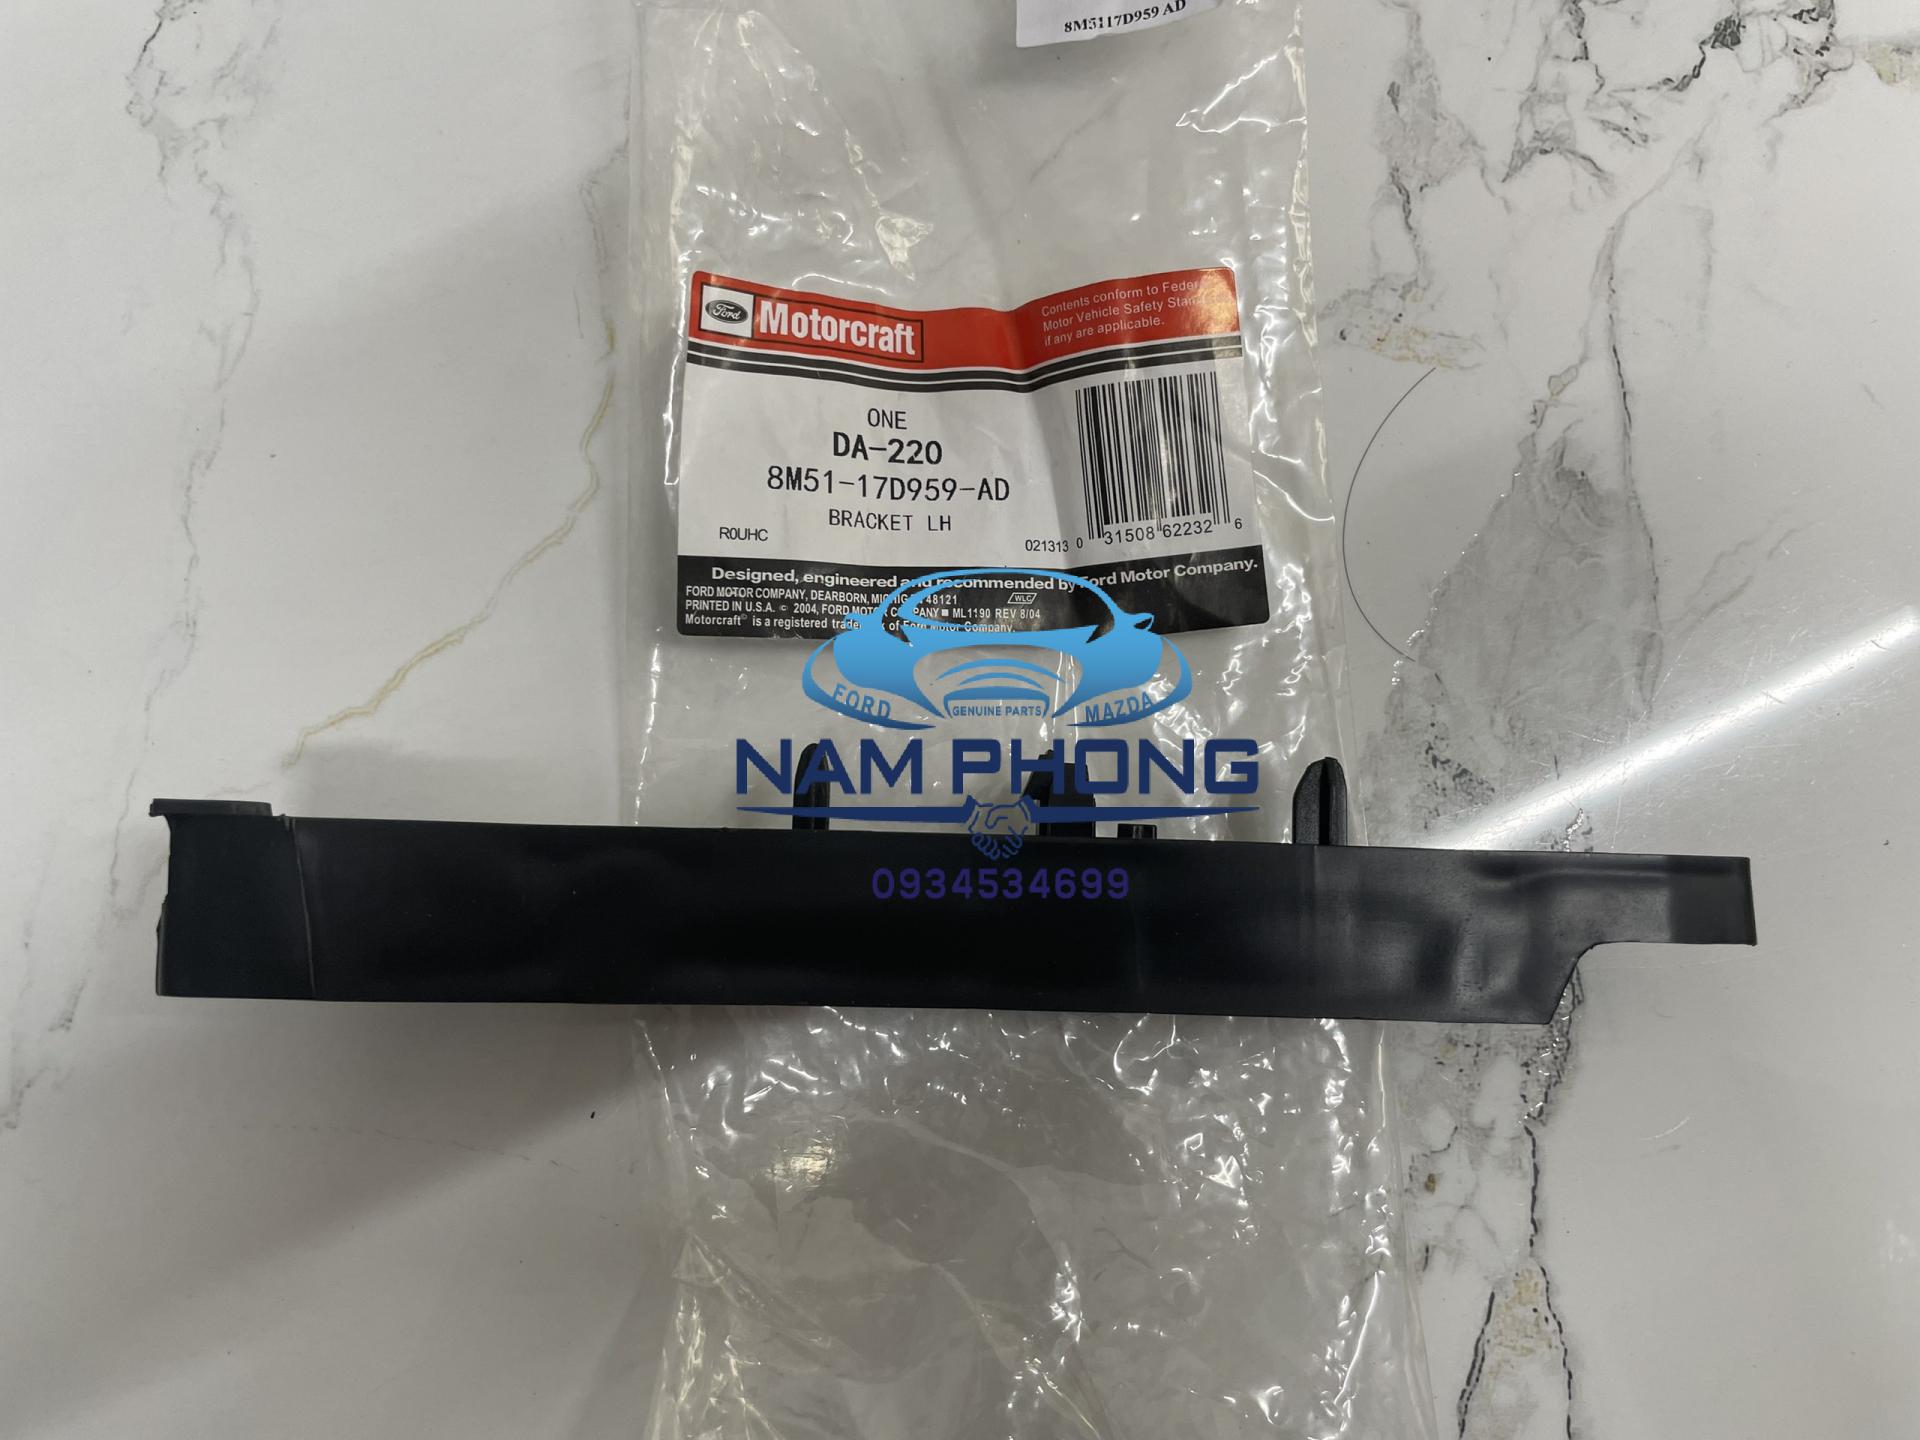 8M5117D959 AD
Ford Motorcraft
Contents conform to Federal
Motor Vehicle Safety Stan
if any are applicable.
ONE
DA-220
8M51-17D959-AD
BRACKET LH
R0UHC
021313 0 31508 62232 6
Designed, engineered and recommended by Ford Motor Company.
FORD MOTOR COMPANY, DEARBORN, MICHIGAN 48121 WLC
PRINTED IN U.S.A. © 2004, FORD MOTOR COMPANY ■ ML1190 REV 8/04
Motorcraft® is a registered trademark of Ford Motor Company.
FORD GENUINE PARTS MAZDA
NAM PHONG
0934534699